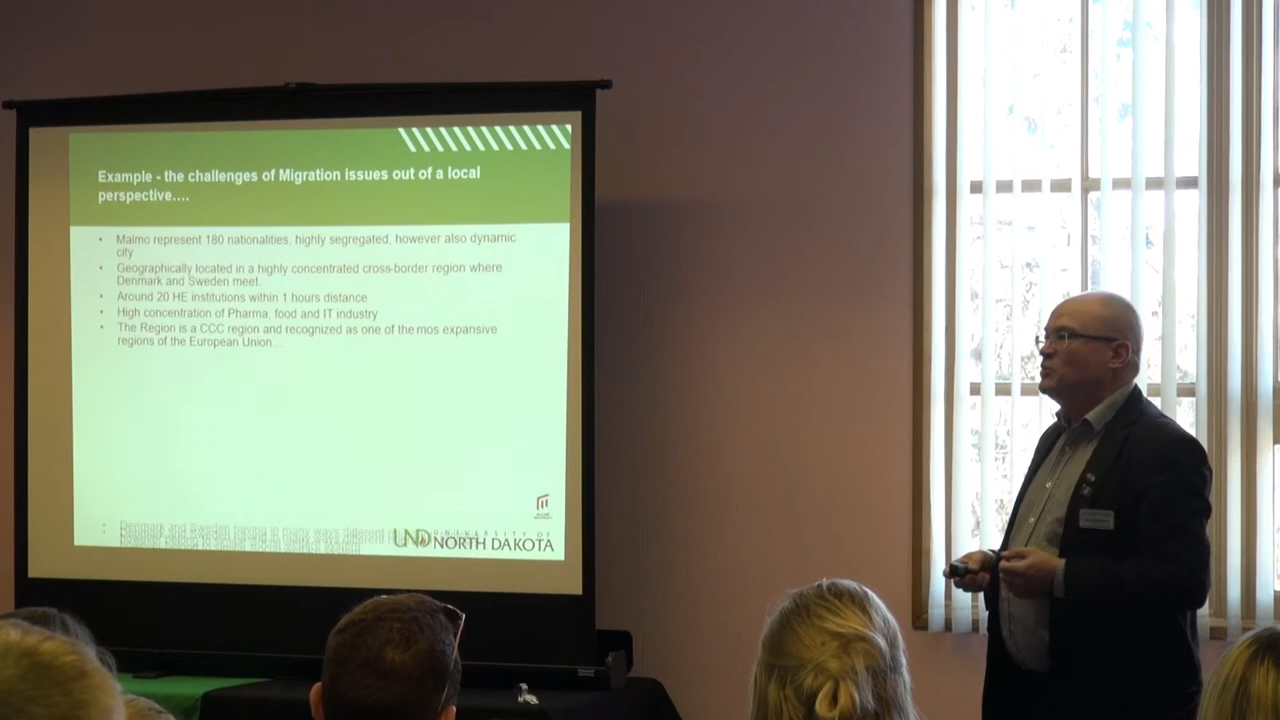 Example - the challenges of Migration issues out of a local
perspective....
• Malmo represent 180 nationalities, highly segregated, however also dynamic
city
• Geographically located in a highly concentrated cross-border region where
Denmark and Sweden meet.
• Around 20 HE institutions within 1 hours distance
• High concentration of Pharma, food and IT industry
• The Region is a CCC region and recognized as one of the mos expansive
regions of the European Union...
Denmark and Sweden having in many ways different
UND UNIVERSITY OF
NORTH DAKOTA